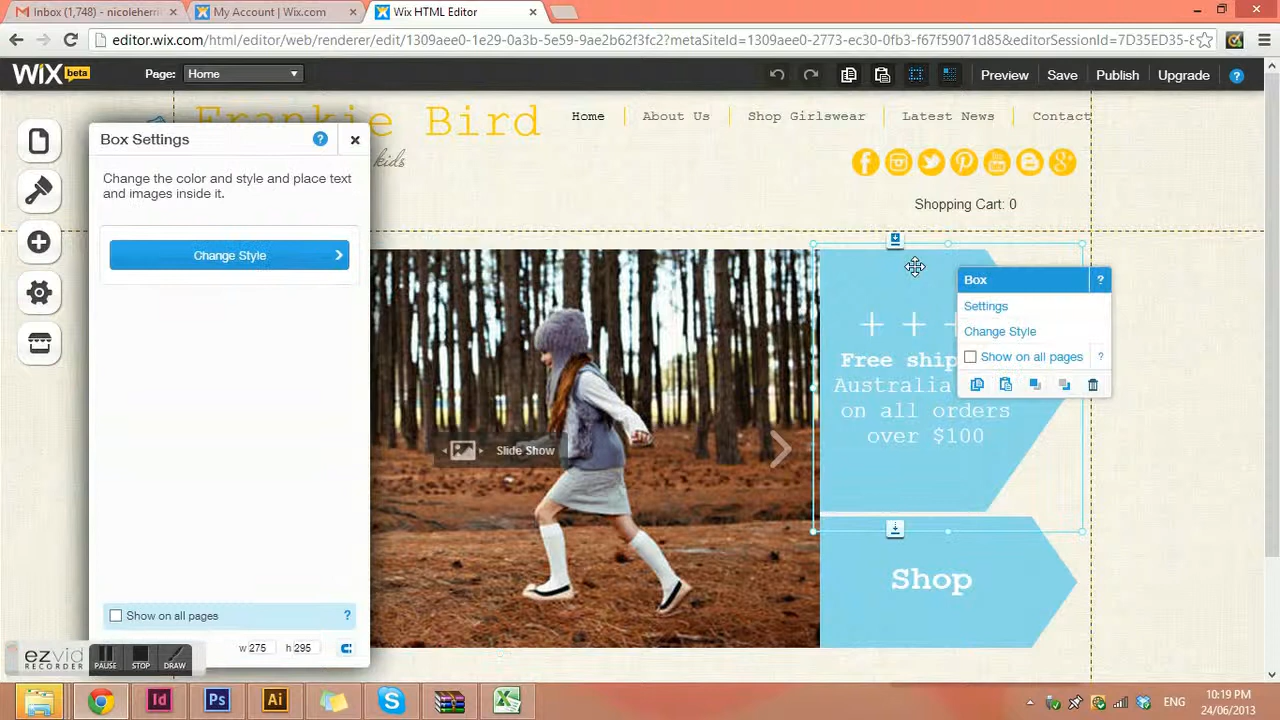 Inbox (1,748) - nicoleherri
My Account | Wix.com
Wix HTML Editor
editor.wix.com/html/editor/web/renderer/edit/1309aee0-1e29-0a3b-5e59-9ae2b62f3fc2?metaSiteId=1309aee0-2773-ec30-0fb3-f67f59071d85&editorSessionId=7D35ED35-8
WiX beta
Page: Home
Preview
Save
Publish
Upgrade
?
Frankie Bird
kids
Home
About Us
Shop Girlswear
Latest News
Contact
Shopping Cart: 0
Box Settings
?
Change the color and style and place text
and images inside it.
Change Style
Show on all pages
?
w 275
h 295
Slide Show
Box
?
Settings
Change Style
Show on all pages
?
Free ship
Australia
on all orders
over $100
Shop
ezvid
RECORDER
PAUSE
STOP
DRAW
Id
Ps
Ai
ENG
10:19 PM
24/06/2013